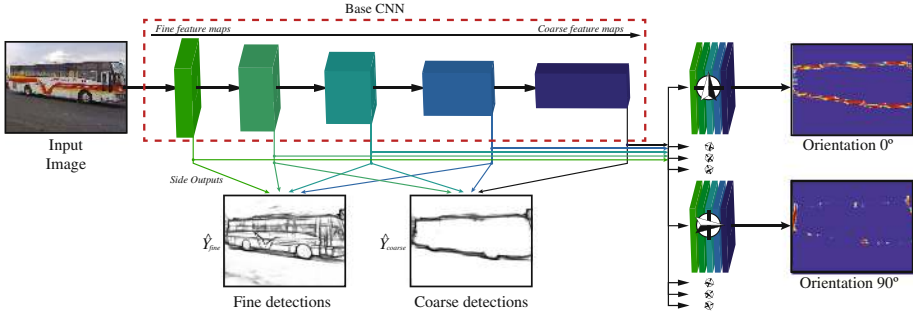 Base CNN
Fine feature maps
Coarse feature maps
Input
Image
Orientation 0º
Side Outputs
Ŷfine
Ŷcoarse
Fine detections
Coarse detections
Orientation 90º